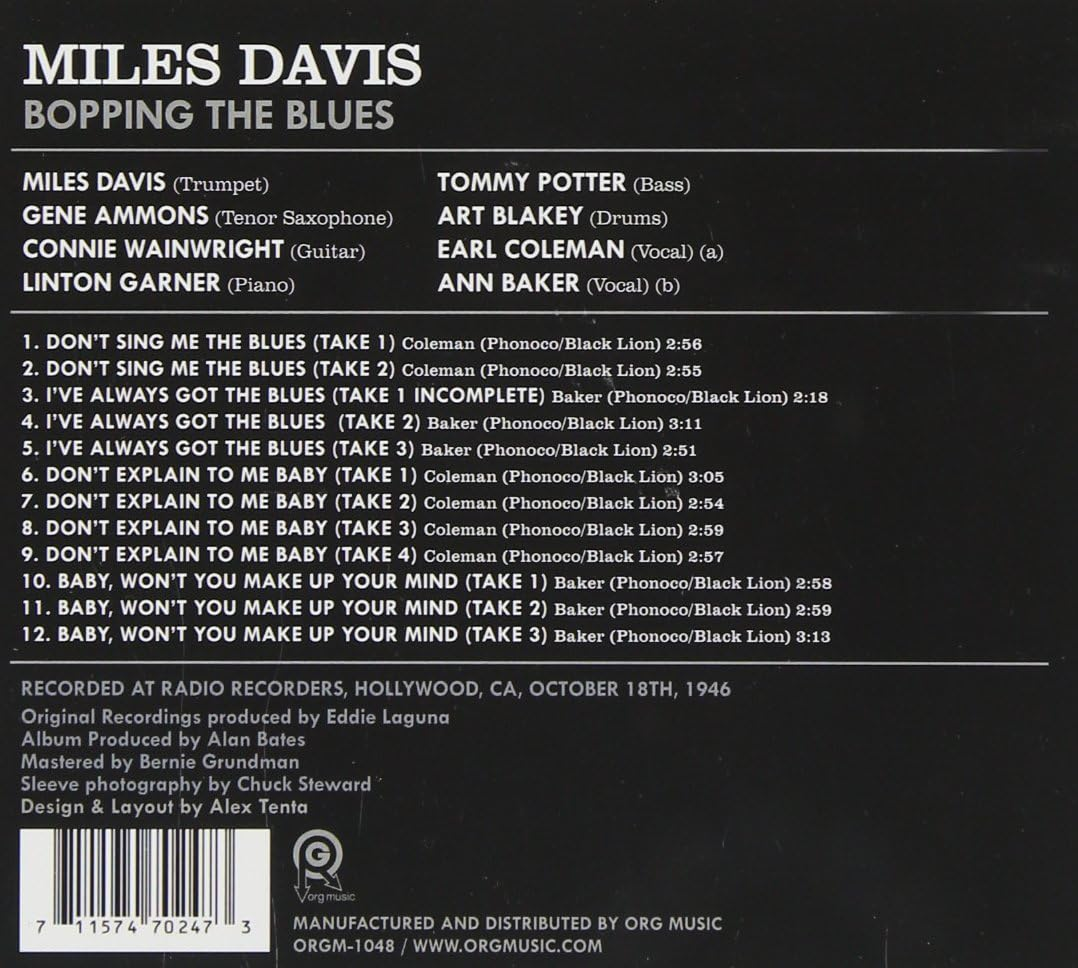 MILES DAVIS
BOPPING THE BLUES
MILES DAVIS (Trumpet)
GENE AMMONS (Tenor Saxophone)
CONNIE WAINWRIGHT (Guitar)
LINTON GARNER (Piano)
TOMMY POTTER (Bass)
ART BLAKEY (Drums)
EARL COLEMAN (Vocal) (a)
ANN BAKER (Vocal) (b)
1. DON'T SING ME THE BLUES (TAKE 1) Coleman (Phonoco/Black Lion) 2:56
2. DON'T SING ME THE BLUES (TAKE 2) Coleman (Phonoco/Black Lion) 2:55
3. I'VE ALWAYS GOT THE BLUES (TAKE 1 INCOMPLETE) Baker (Phonoco/Black Lion) 2:18
4. I'VE ALWAYS GOT THE BLUES (TAKE 2) Baker (Phonoco/Black Lion) 3:11
5. I'VE ALWAYS GOT THE BLUES (TAKE 3) Baker (Phonoco/Black Lion) 2:51
6. DON'T EXPLAIN TO ME BABY (TAKE 1) Coleman (Phonoco/Black Lion) 3:05
7. DON'T EXPLAIN TO ME BABY (TAKE 2) Coleman (Phonoco/Black Lion) 2:54
8. DON'T EXPLAIN TO ME BABY (TAKE 3) Coleman (Phonoco/Black Lion) 2:59
9. DON'T EXPLAIN TO ME BABY (TAKE 4) Coleman (Phonoco/Black Lion) 2:57
10. BABY, WON'T YOU MAKE UP YOUR MIND (TAKE 1) Baker (Phonoco/Black Lion) 2:58
11. BABY, WON'T YOU MAKE UP YOUR MIND (TAKE 2) Baker (Phonoco/Black Lion) 2:59
12. BABY, WON'T YOU MAKE UP YOUR MIND (TAKE 3) Baker (Phonoco/Black Lion) 3:13
RECORDED AT RADIO RECORDERS, HOLLYWOOD, CA, OCTOBER 18TH, 1946
Original Recordings produced by Eddie Laguna
Album Produced by Alan Bates
Mastered by Bernie Grundman
Sleeve photography by Chuck Steward
Design & Layout by Alex Tenta
7 11574 70247 3
G
org music
MANUFACTURED AND DISTRIBUTED BY ORG MUSIC
ORGM-1048 / WWW.ORGMUSIC.COM